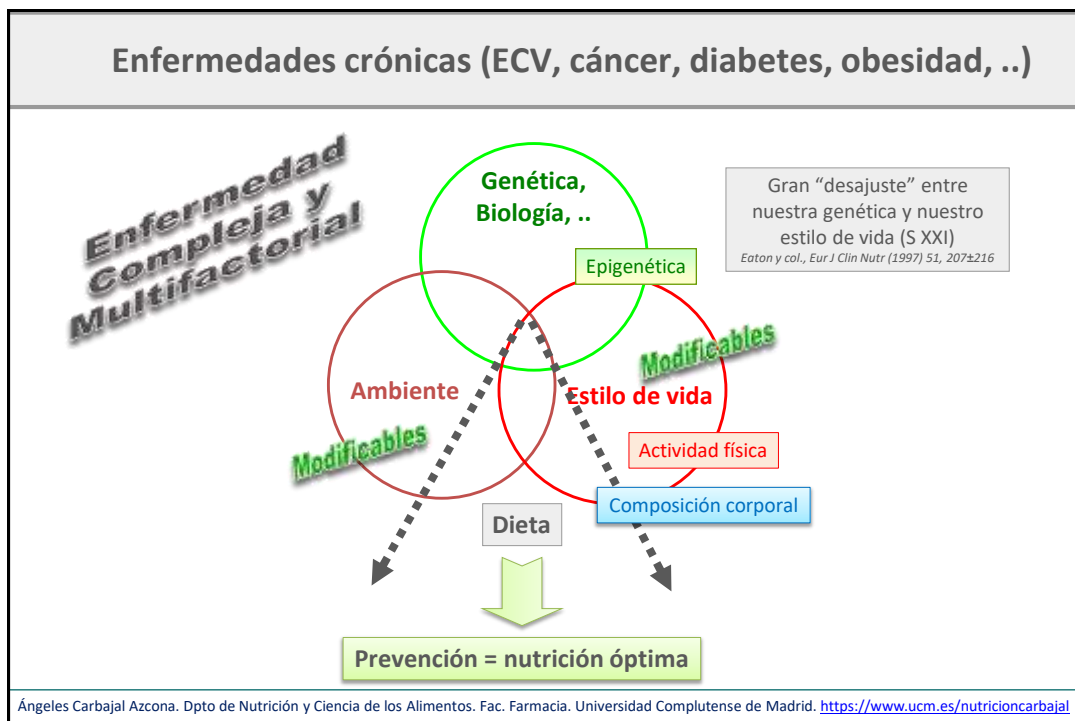 Enfermedades crónicas (ECV, cáncer, diabetes, obesidad, ..)
Enfermedad
Compleja y
Multifactorial
Genética,
Biología, ..
Epigenética
Gran “desajuste” entre
nuestra genética y nuestro
estilo de vida (S XXI)
Eaton y col., Eur J Clin Nutr (1997) 51, 207±216
Modificables
Ambiente
Estilo de vida
Modificables
Actividad física
Composición corporal
Dieta
Prevención = nutrición óptima
Ángeles Carbajal Azcona. Dpto de Nutrición y Ciencia de los Alimentos. Fac. Farmacia. Universidad Complutense de Madrid. https://www.ucm.es/nutricioncarbajal